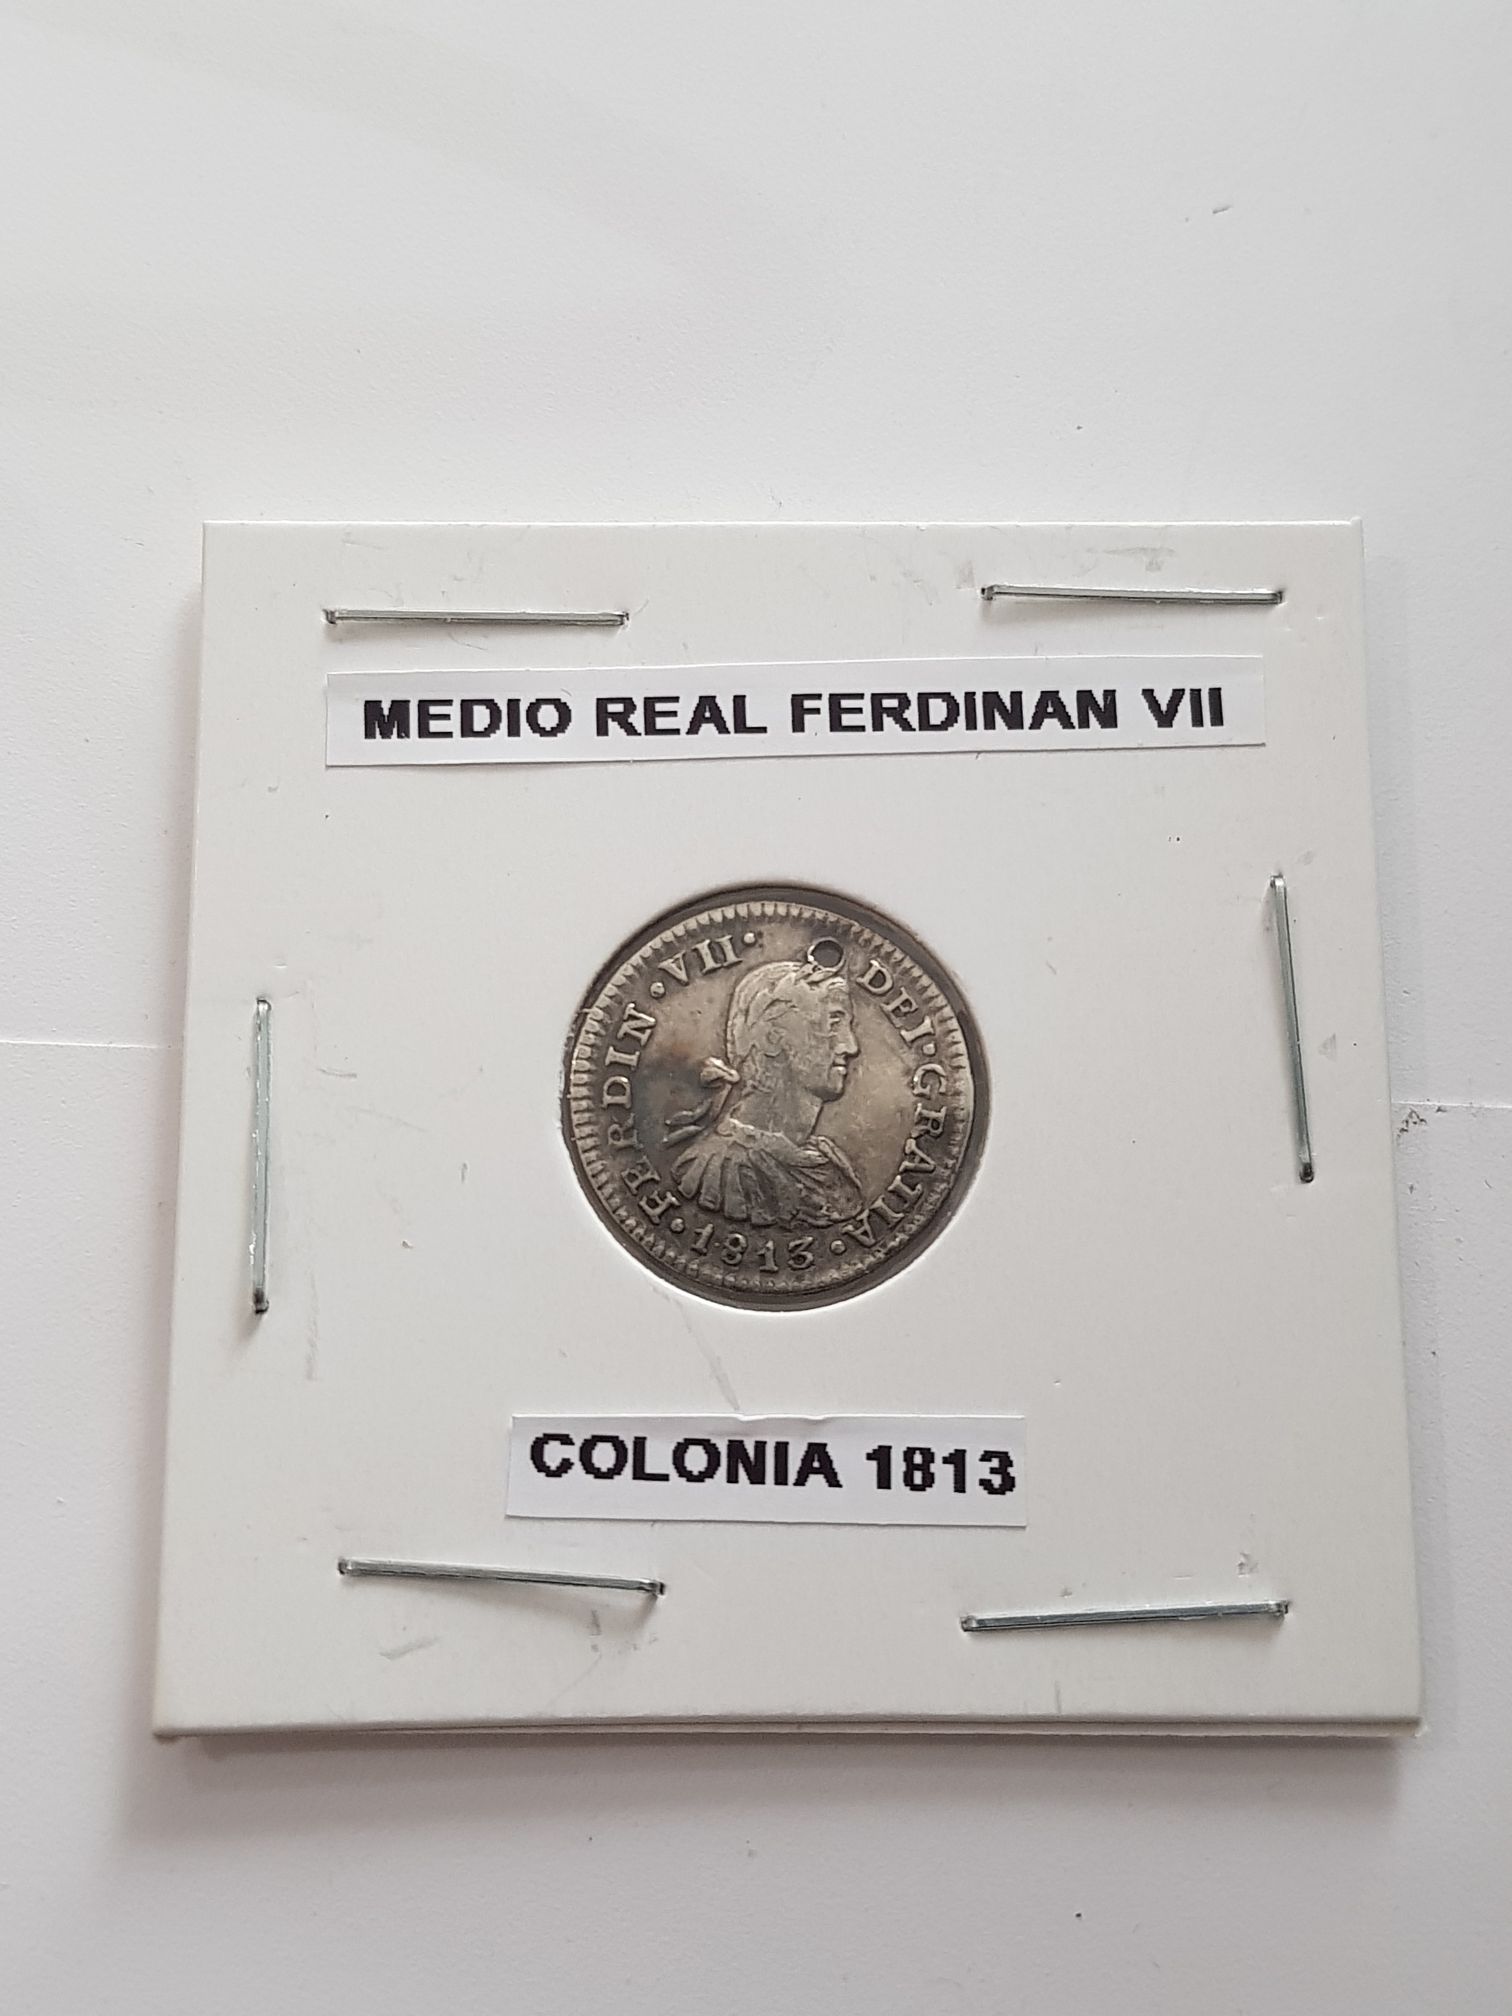 MEDIO REAL FERDINAN VII
·FERDIN·VII· DEI·GRATIA·
1813
COLONIA 1813